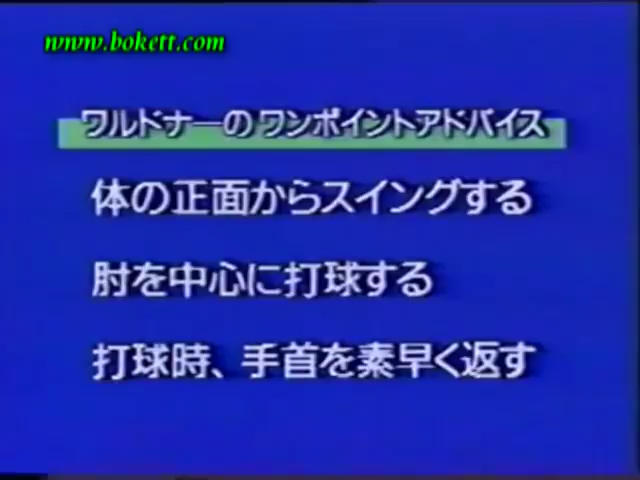 www.bokett.com
ワルドナーのワンポイントアドバイス
体の正面からスイングする
肘を中心に打球する
打球時、手首を素早く返す